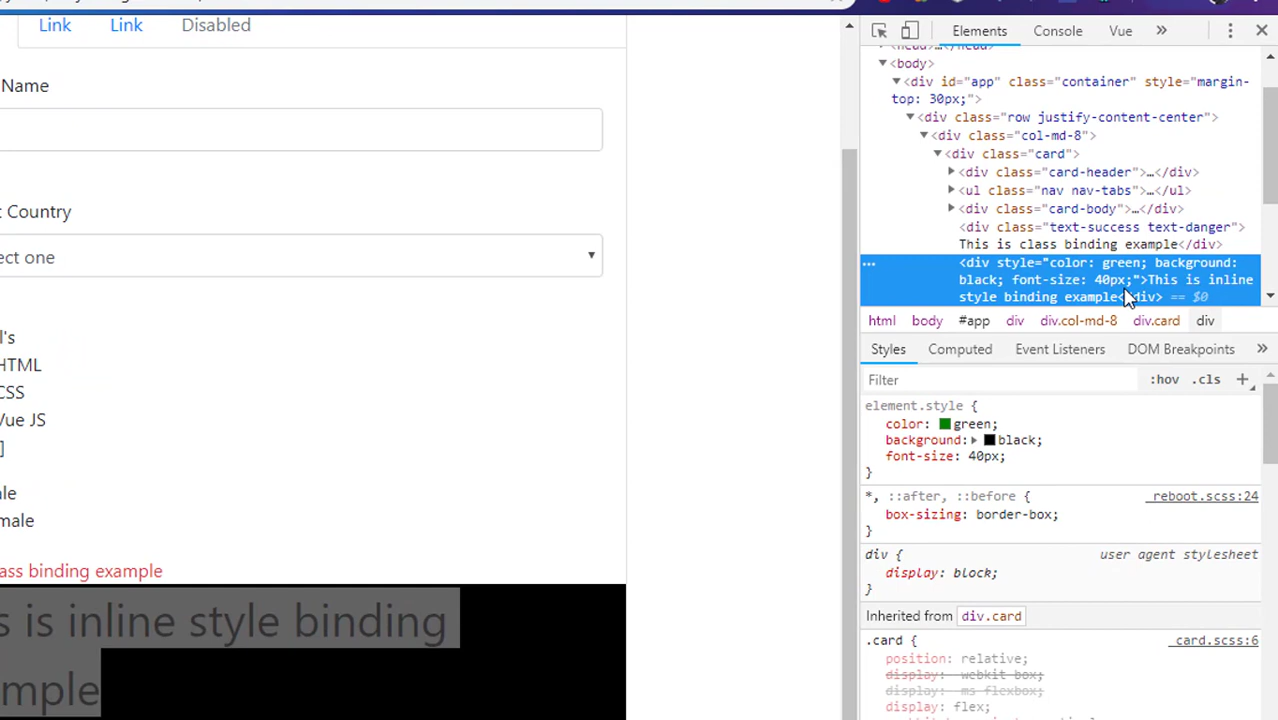 Link Link Disabled
Name
t Country
ect one
l's
HTML
CSS
Vue JS
]
ale
male
ass binding example
s is inline style binding
mple
Elements Console Vue »
<head>…</head>
<body>
<div id="app" class="container" style="margin-
top: 30px;">
<div class="row justify-content-center">
<div class="col-md-8">
<div class="card">
<div class="card-header">…</div>
<ul class="nav nav-tabs">…</ul>
<div class="card-body">…</div>
<div class="text-success text-danger">
This is class binding example</div>
<div style="color: green; background:
black; font-size: 40px;">This is inline
style binding example</div> == $0
html body #app div div.col-md-8 div.card div
Styles Computed Event Listeners DOM Breakpoints »
Filter :hov .cls +
element.style {
color: green;
background: black;
font-size: 40px;
}
*, ::after, ::before { _reboot.scss:24
box-sizing: border-box;
}
div { user agent stylesheet
display: block;
}
Inherited from div.card
.card { _card.scss:6
position: relative;
display: -webkit-box;
display: -ms-flexbox;
display: flex;